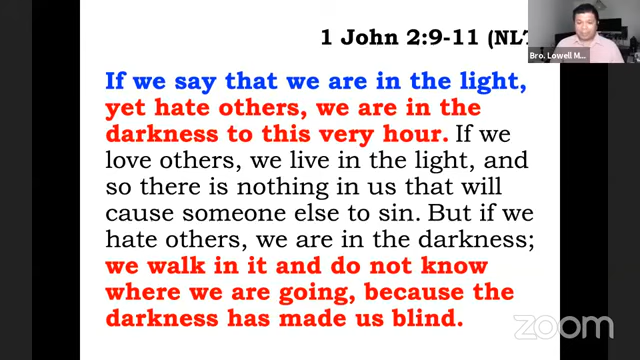 1 John 2:9-11 (NLT
Bro. Lowell M...
If we say that we are in the light,
yet hate others, we are in the
darkness to this very hour. If we
love others, we live in the light, and
so there is nothing in us that will
cause someone else to sin. But if we
hate others, we are in the darkness;
we walk in it and do not know
where we are going, because the
darkness has made us blind.
zoom